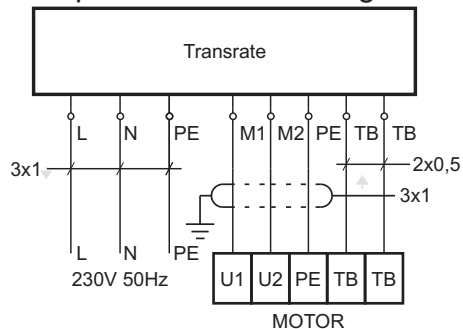 Transrate
L N PE M1 M2 PE TB TB
3x1
2x0,5
3x1
L N PE
230V 50Hz
U1 U2 PE TB TB
MOTOR